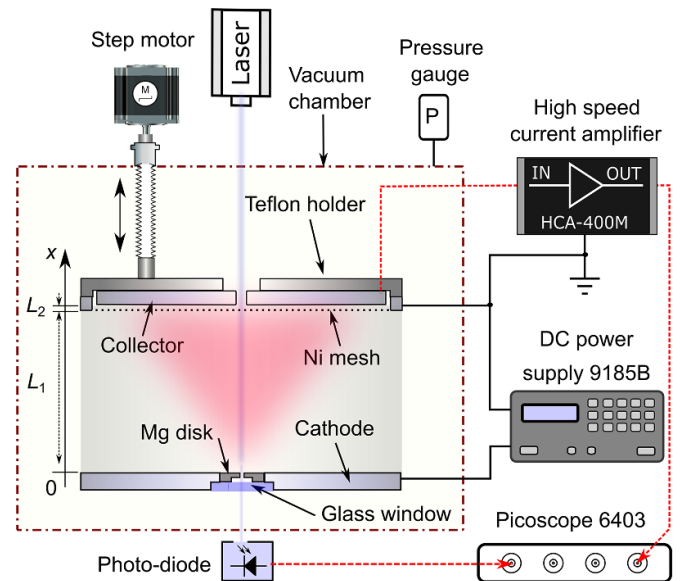 Step motor
M
Laser
Vacuum
chamber
Pressure
gauge
P
High speed
current amplifier
IN
OUT
HCA-400M
Teflon holder
x
L2
L1
0
Collector
Ni mesh
DC power
supply 9185B
Mg disk
Cathode
Glass window
Photo-diode
Picoscope 6403